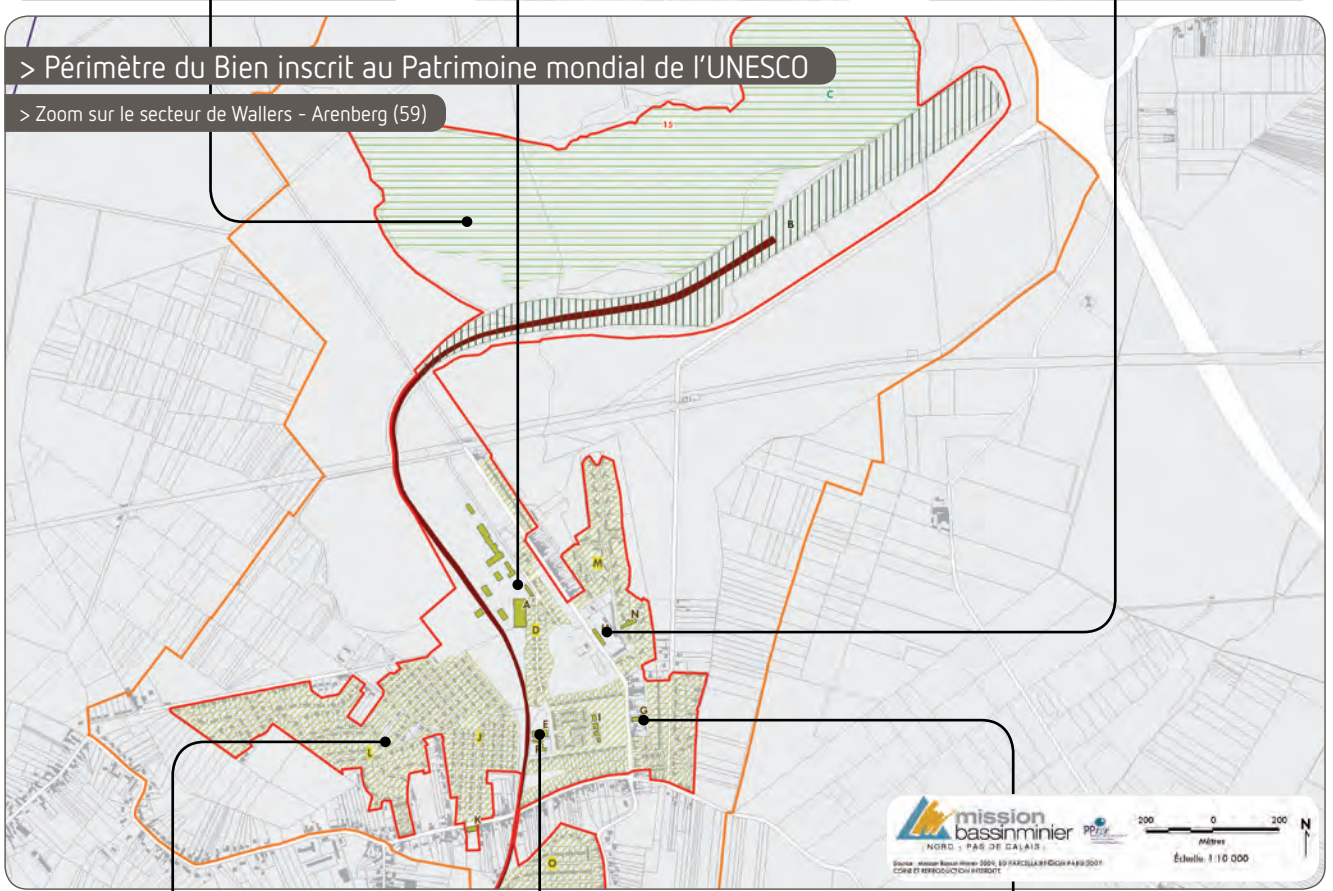 > Périmètre du Bien inscrit au Patrimoine mondial de l'UNESCO
> Zoom sur le secteur de Wallers - Arenberg (59)
C
15
B
M
A
N
D
G
E
I
J
L
K
O
mission
bassinminier
NORD - PAS DE CALAIS
200 0 200
Mètres
Échelle 1:10 000
N